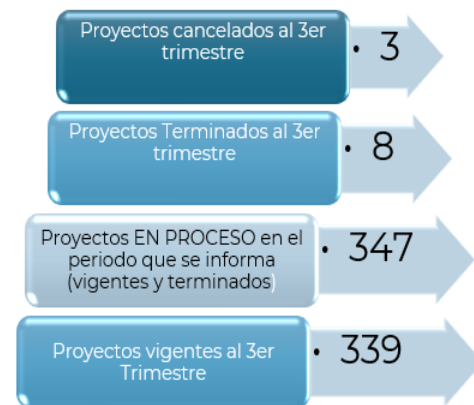 Proyectos cancelados al 3er
trimestre
• 3
Proyectos Terminados al 3er
trimestre
• 8
Proyectos EN PROCESO en el
periodo que se informa
(vigentes y terminados)
• 347
Proyectos vigentes al 3er
Trimestre
• 339